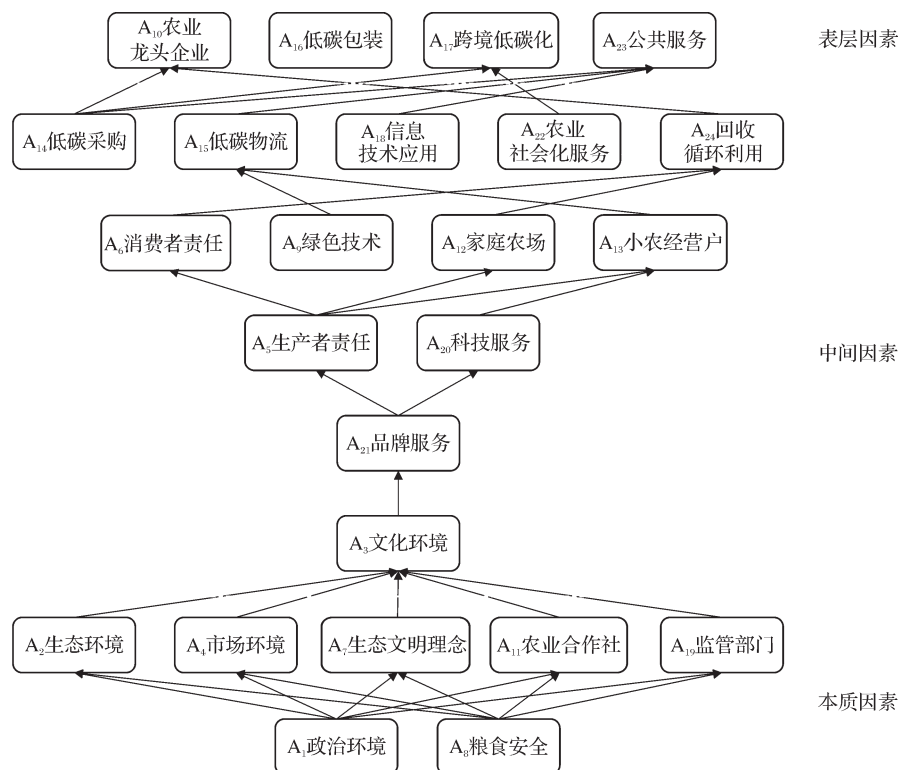 A10农业
龙头企业
A16低碳包装
A17跨境低碳化
A23公共服务
表层因素
A14低碳采购
A15低碳物流
A18信息
技术应用
A22农业
社会化服务
A24回收
循环利用
A6消费者责任
A9绿色技术
A12家庭农场
A13小农经营户
A5生产者责任
A20科技服务
中间因素
A21品牌服务
A3文化环境
A2生态环境
A4市场环境
A7生态文明理念
A11农业合作社
A19监管部门
本质因素
A1政治环境
A8粮食安全